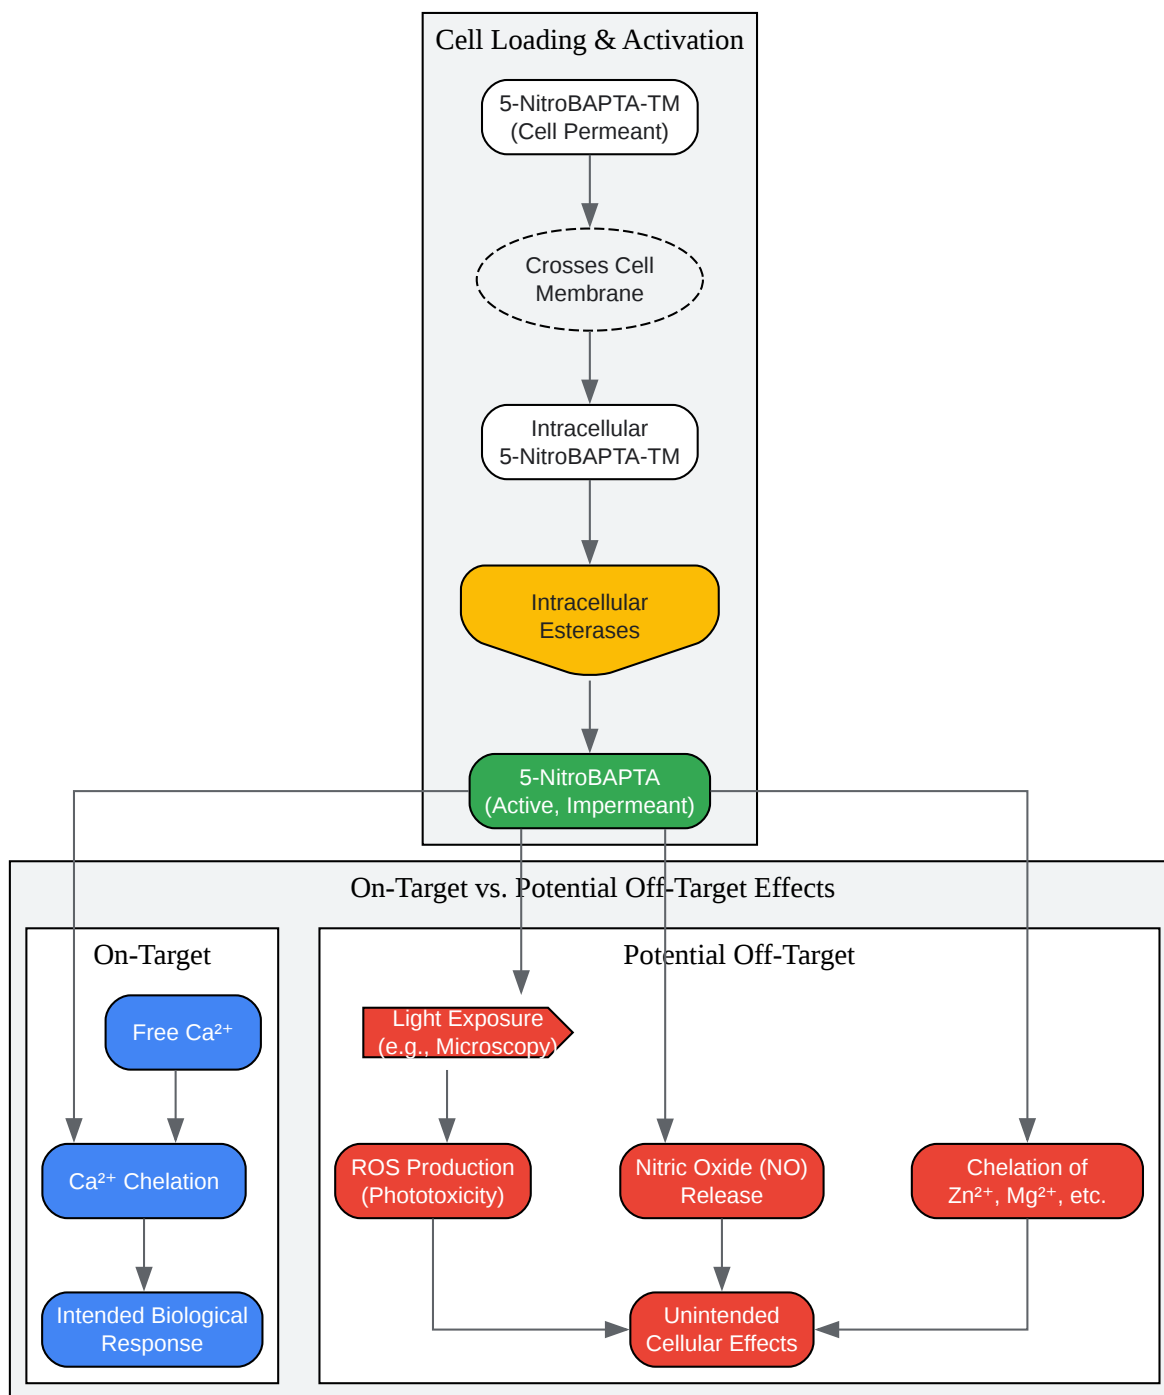 Cell Loading & Activation
5-NitroBAPTA-TM
(Cell Permeant)
Crosses Cell
Membrane
Intracellular
5-NitroBAPTA-TM
Intracellular
Esterases
5-NitroBAPTA
(Active, Impermeant)
On-Target vs. Potential Off-Target Effects
On-Target
Free Ca²⁺
Ca²⁺ Chelation
Intended Biological
Response
Potential Off-Target
Light Exposure
(e.g., Microscopy)
ROS Production
(Phototoxicity)
Nitric Oxide (NO)
Release
Chelation of
Zn²⁺, Mg²⁺, etc.
Unintended
Cellular Effects